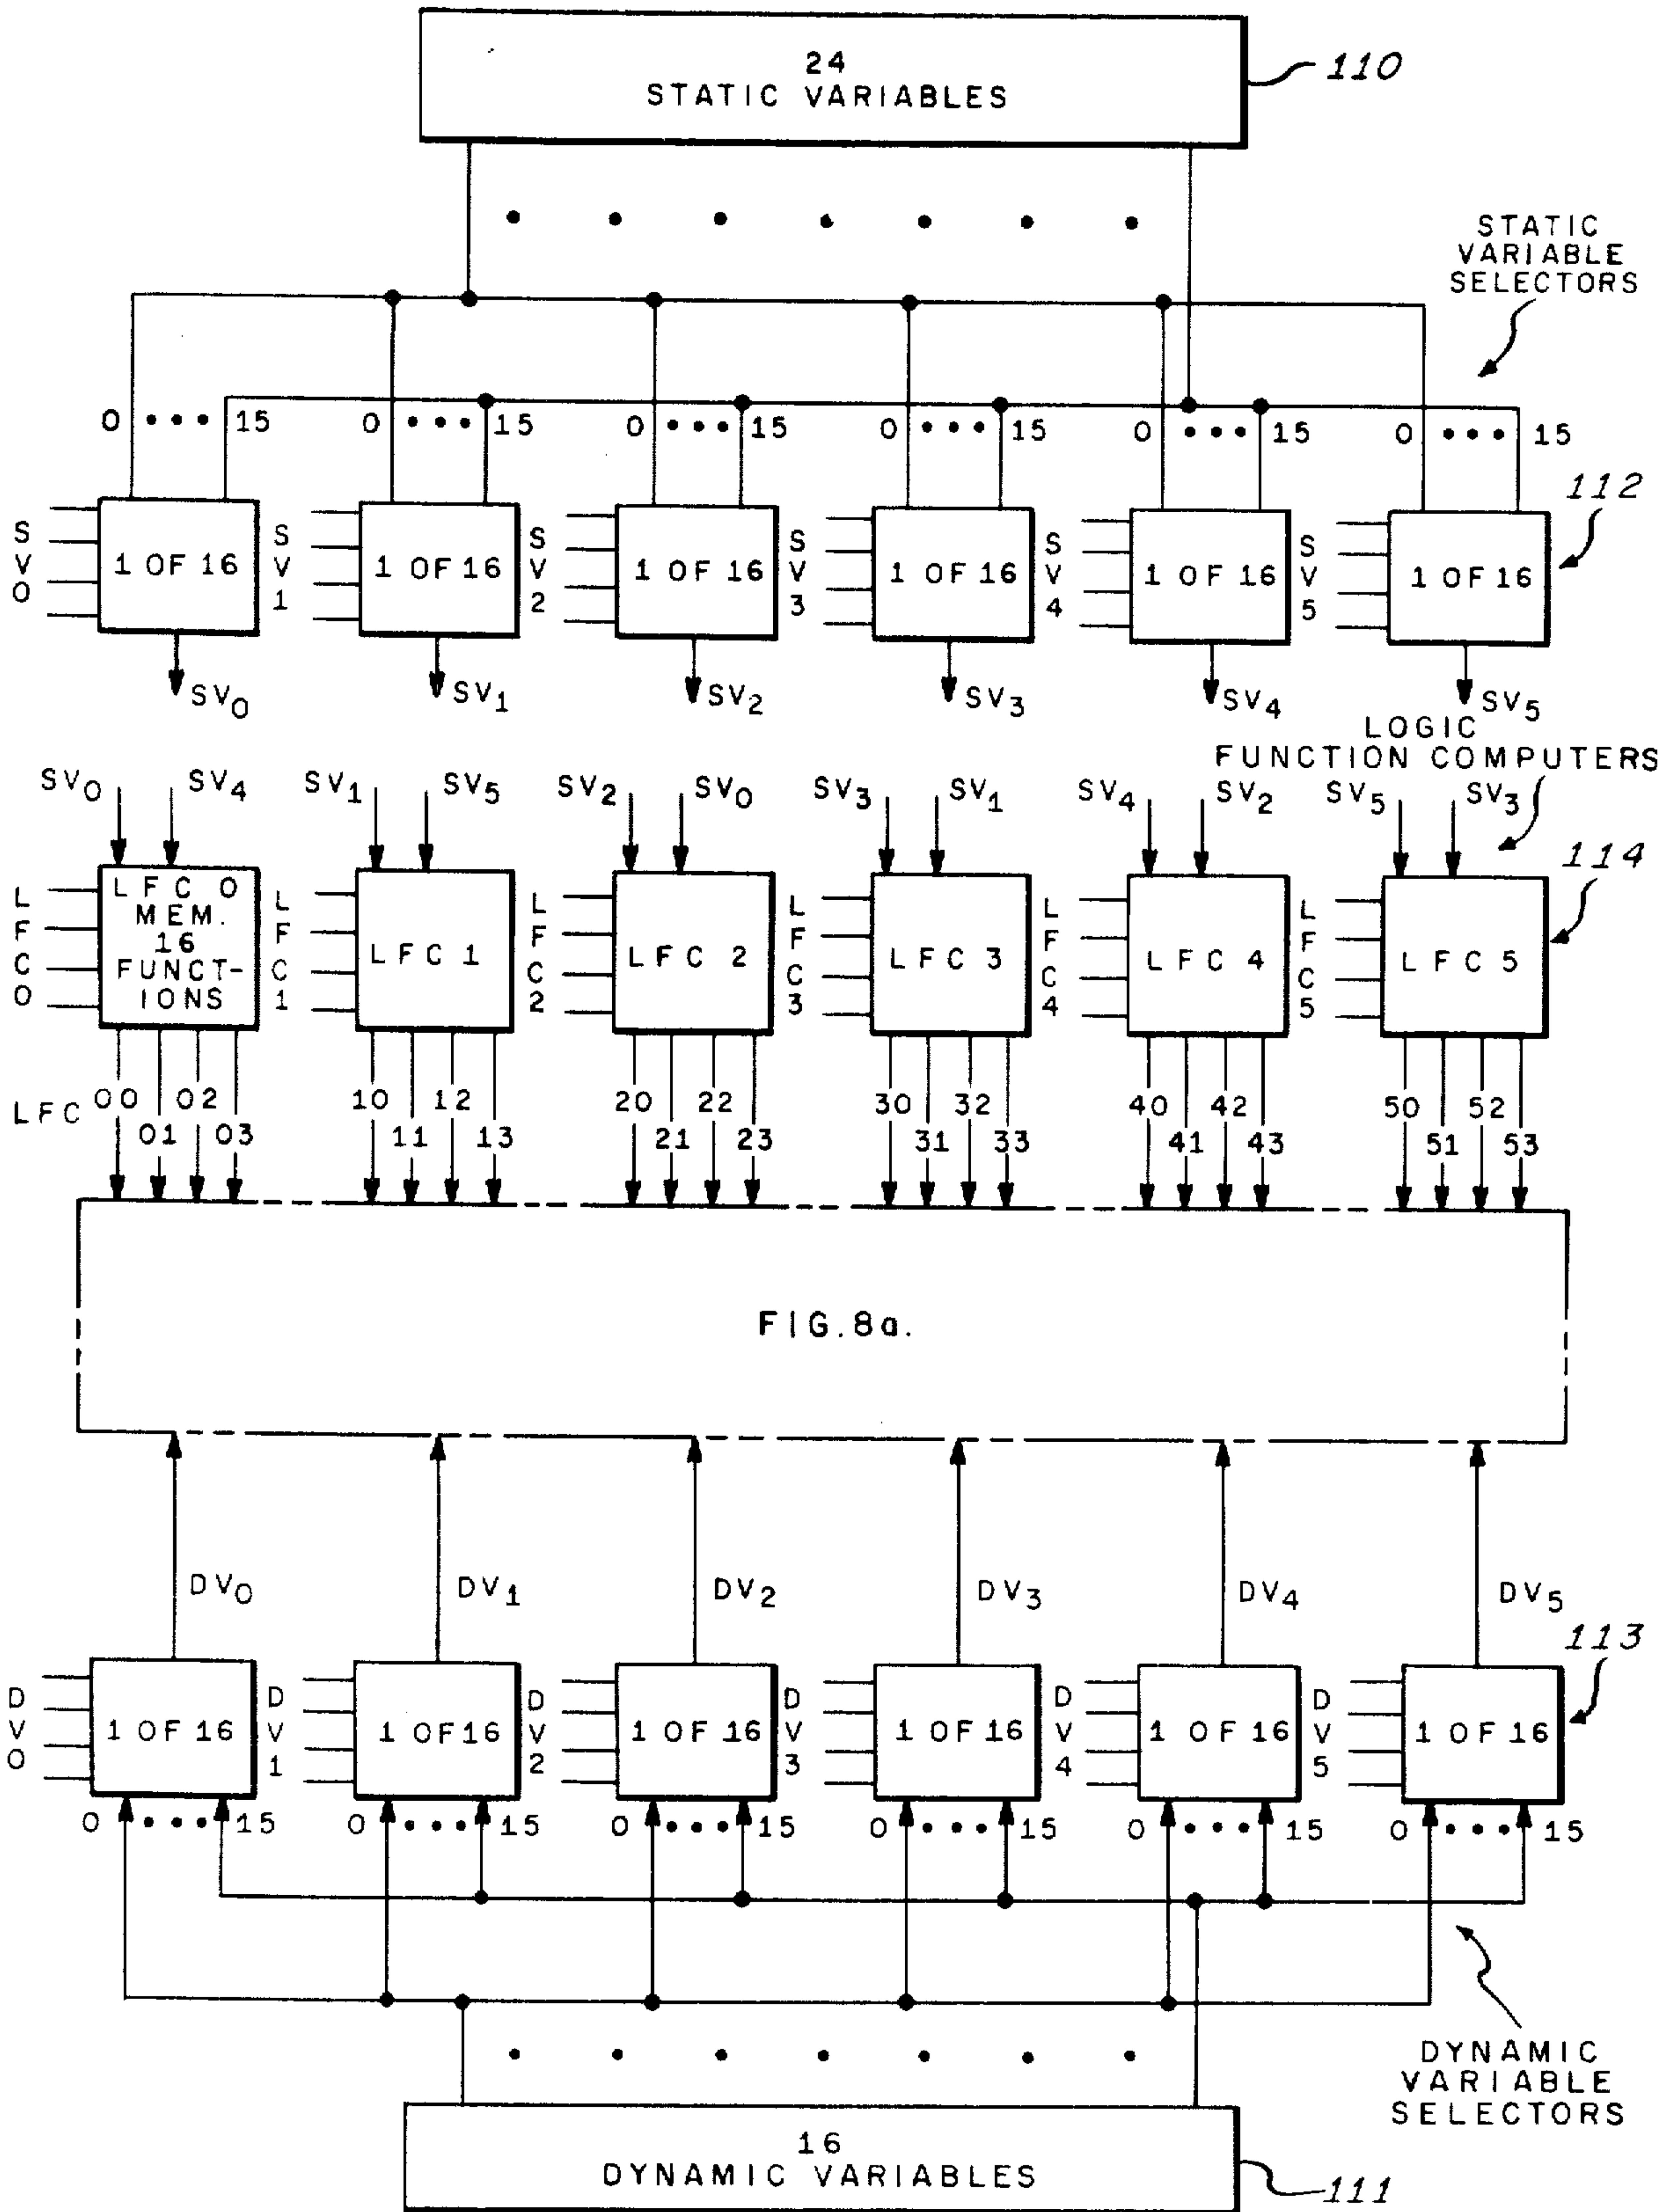 24
STATIC VARIABLES
110
STATIC
VARIABLE
SELECTORS
0 15 0 15 0 15 0 15 0 15 0 15
112
SV0 SV1 SV2 SV3 SV4 SV5
1 OF 16 1 OF 16 1 OF 16 1 OF 16 1 OF 16 1 OF 16
SV0 SV1 SV2 SV3 SV4 SV5
LOGIC
FUNCTION COMPUTERS
SV0 SV4 SV1 SV5 SV2 SV0 SV3 SV1 SV4 SV2 SV5 SV3
114
LFC0 LFC1 LFC2 LFC3 LFC4 LFC5
LFC 0
MEM.
16
FUNCT-
IONS
LFC 1 LFC 2 LFC 3 LFC 4 LFC 5
LFC 00 02 10 12 20 22 30 32 40 42 50 52
01 03 11 13 21 23 31 33 41 43 51 53
FIG.8a.
DV0 DV1 DV2 DV3 DV4 DV5
113
DV0 DV1 DV2 DV3 DV4 DV5
1 OF 16 1 OF 16 1 OF 16 1 OF 16 1 OF 16 1 OF 16
0 15 0 15 0 15 0 15 0 15 0 15
DYNAMIC
VARIABLE
SELECTORS
16
DYNAMIC VARIABLES
111